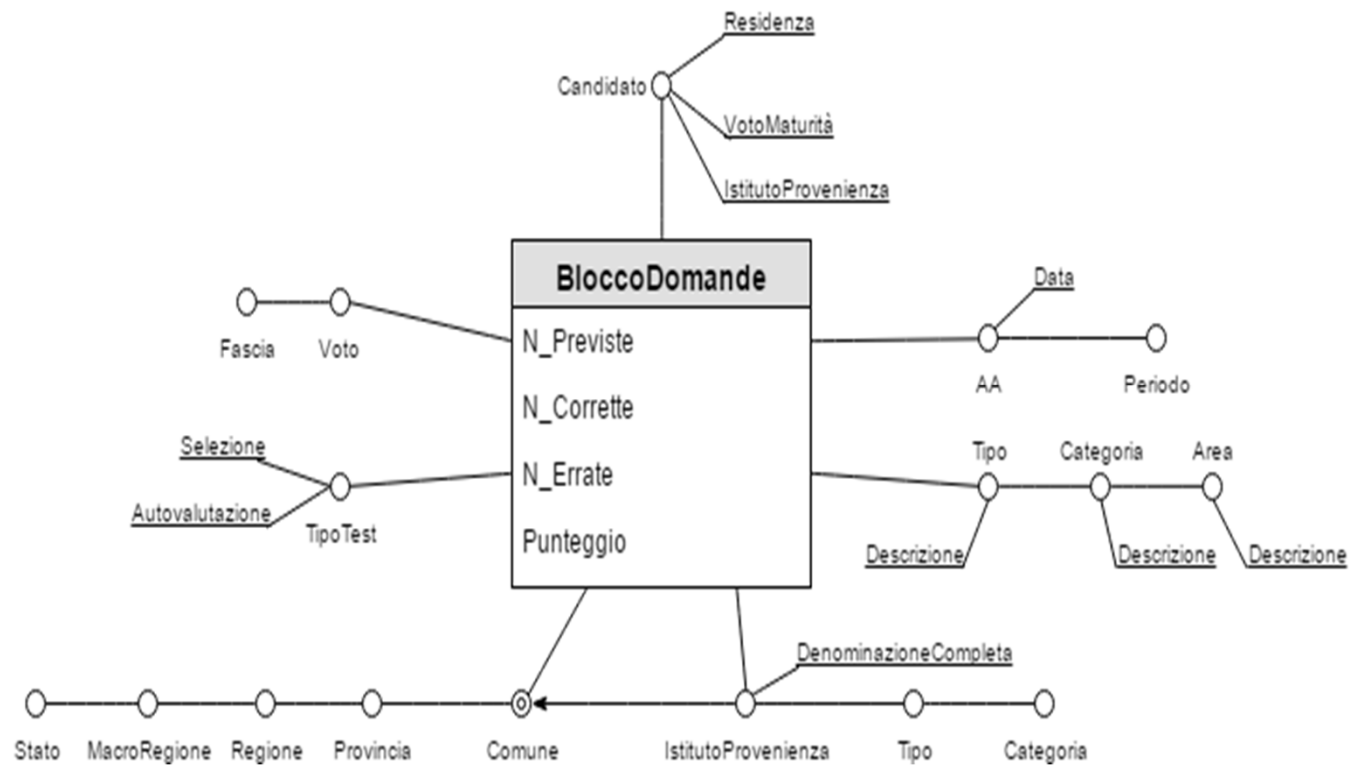 Residenza
Candidato
VotoMaturità
IstitutoProvenienza
BloccoDomande
N_Previste
N_Corrette
N_Errate
Punteggio
Fascia
Voto
Data
AA
Periodo
Selezione
Autovalutazione
TipoTest
Tipo
Categoria
Area
Descrizione
Descrizione
Descrizione
DenominazioneCompleta
Stato
MacroRegione
Regione
Provincia
Comune
IstitutoProvenienza
Tipo
Categoria